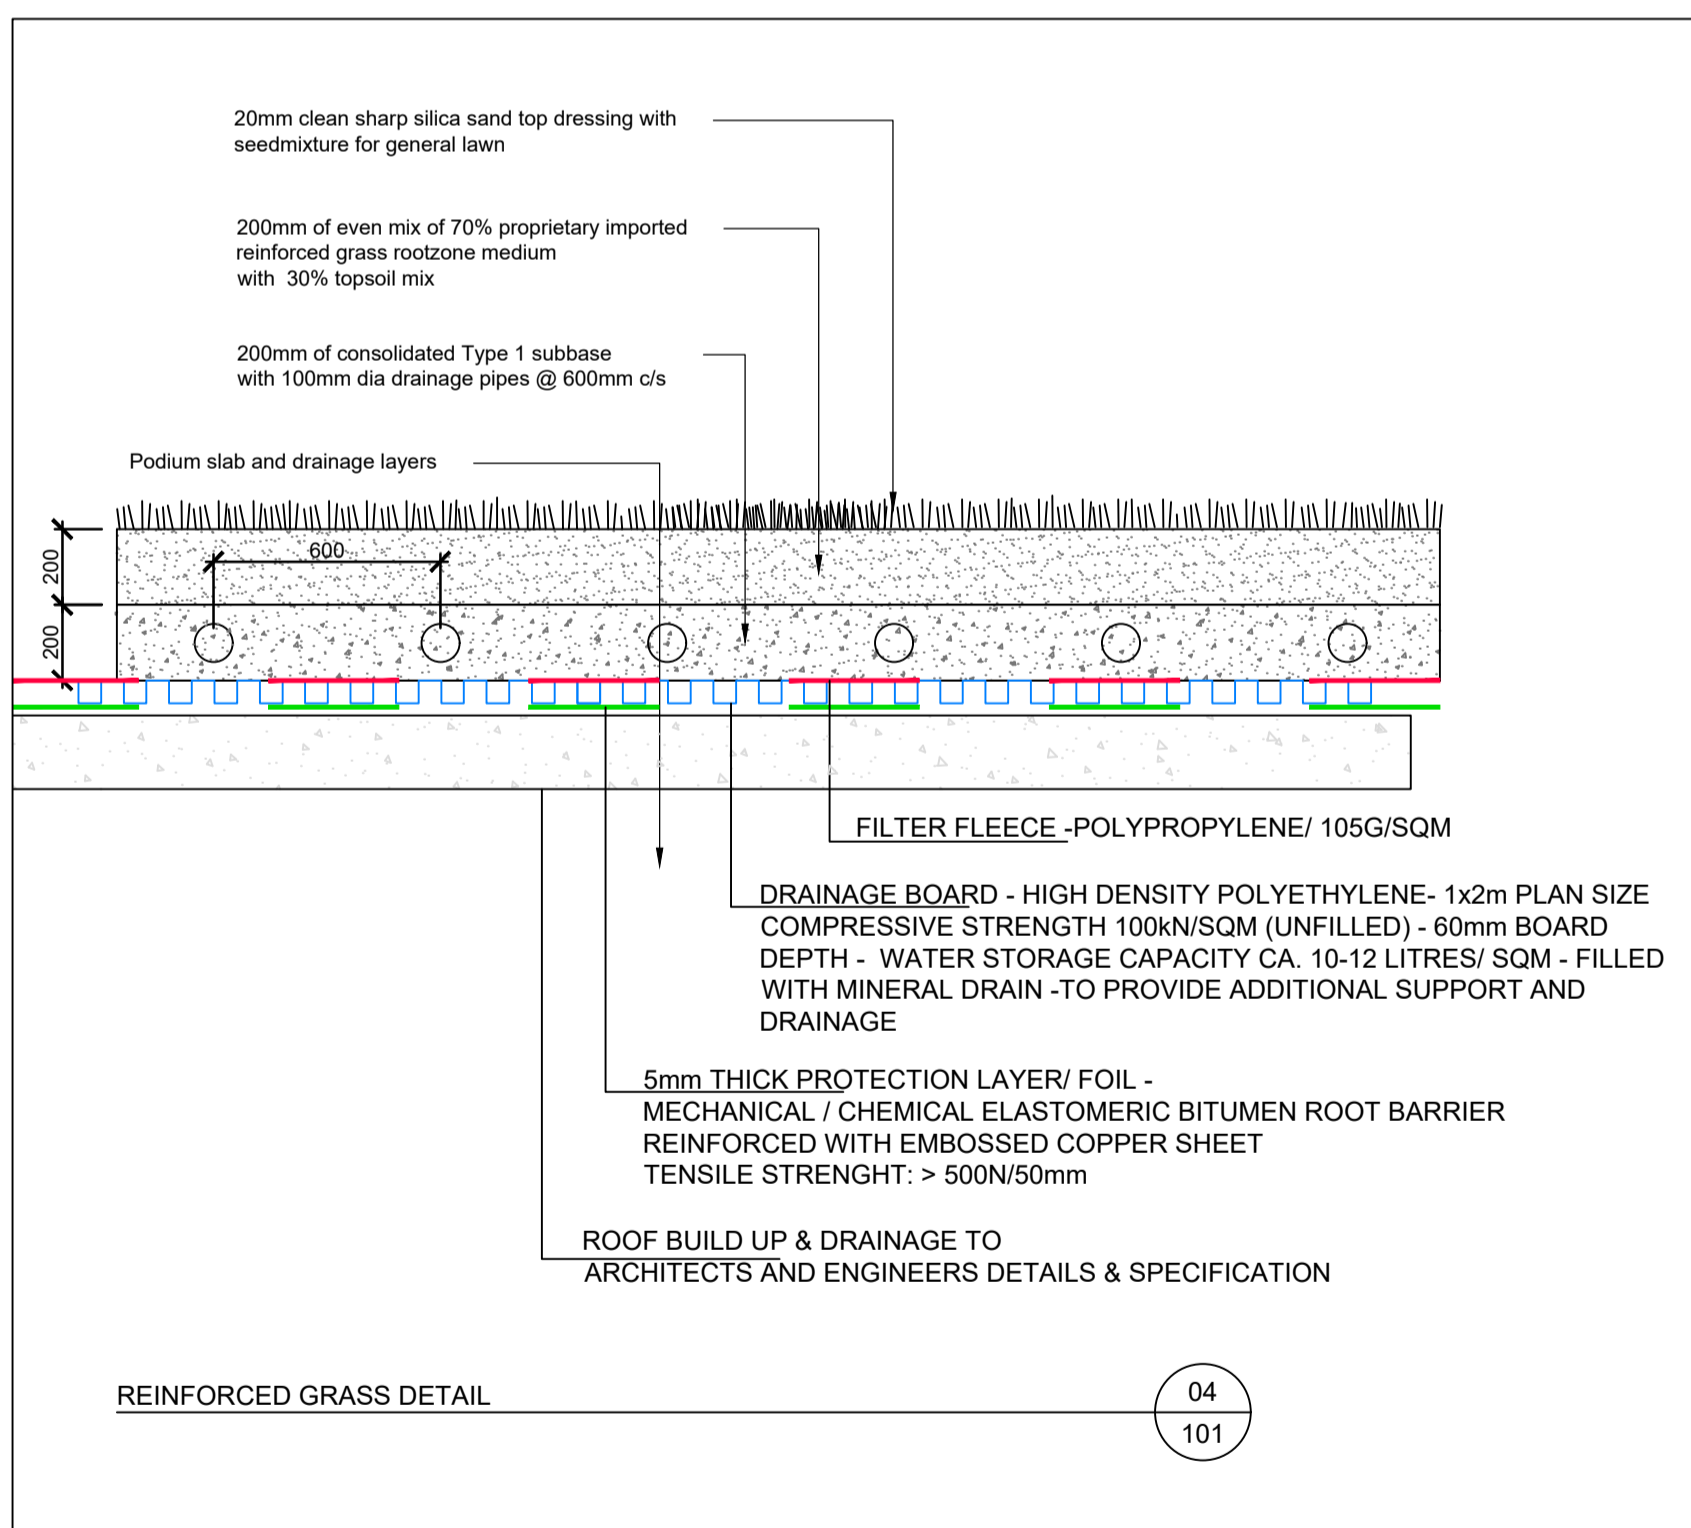 20mm clean sharp silica sand top dressing with
seedmixture for general lawn
200mm of even mix of 70% proprietary imported
reinforced grass rootzone medium
with  30% topsoil mix
200mm of consolidated Type 1 subbase
with 100mm dia drainage pipes @ 600mm c/s
Podium slab and drainage layers
600
200
200
FILTER FLEECE -POLYPROPYLENE/ 105G/SQM
DRAINAGE BOARD - HIGH DENSITY POLYETHYLENE- 1x2m PLAN SIZE
COMPRESSIVE STRENGTH 100kN/SQM (UNFILLED) - 60mm BOARD
DEPTH -  WATER STORAGE CAPACITY CA. 10-12 LITRES/ SQM - FILLED
WITH MINERAL DRAIN -TO PROVIDE ADDITIONAL SUPPORT AND
DRAINAGE
5mm THICK PROTECTION LAYER/ FOIL -
MECHANICAL / CHEMICAL ELASTOMERIC BITUMEN ROOT BARRIER
REINFORCED WITH EMBOSSED COPPER SHEET
TENSILE STRENGHT: > 500N/50mm
ROOF BUILD UP & DRAINAGE TO
ARCHITECTS AND ENGINEERS DETAILS & SPECIFICATION
REINFORCED GRASS DETAIL
04
101